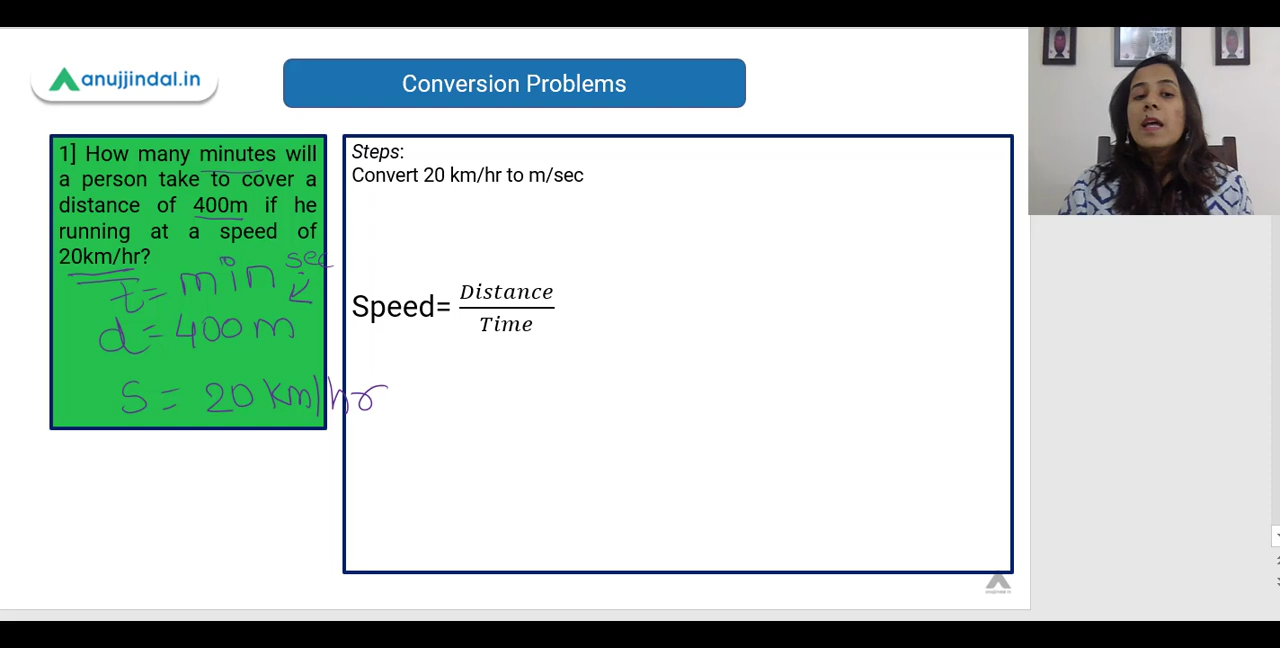 anujjindal.in
Conversion Problems
1] How many minutes will
a person take to cover a
distance of 400m if he
running at a speed of
20km/hr?
sec
t = min
d = 400 m
S = 20 km/hr
Steps:
Convert 20 km/hr to m/sec
Speed= Distance
Time
anujjindal.in